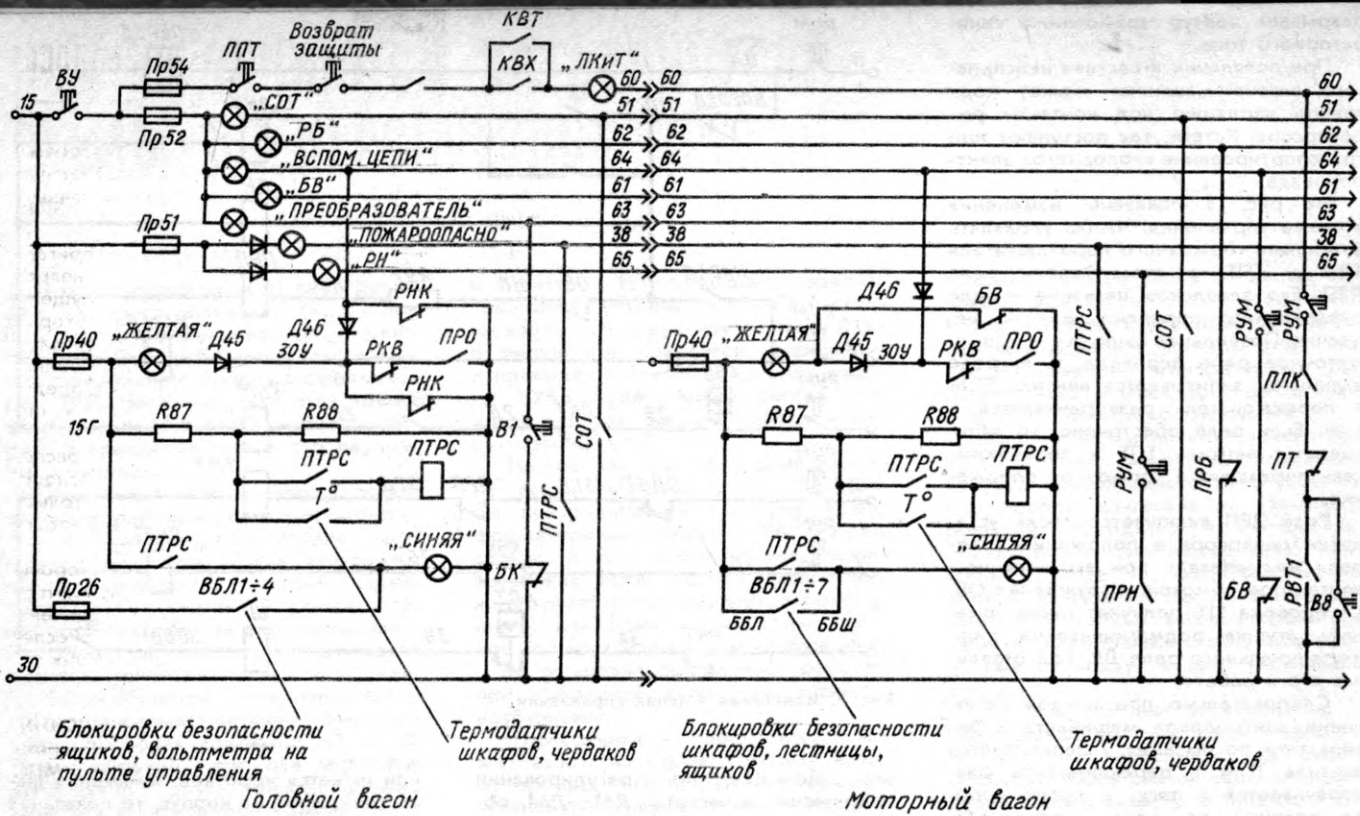 КВТ
Возврат защиты
ППТ
Пр54
КВХ
„ЛКиТ“
ВУ
60 60
60
15
„СОТ“
51 51
51
Пр52
„РБ“
62 62
62
„ВСПОМ. ЦЕПИ“
64 64
64
„БВ“
61 61
61
„ПРЕОБРАЗОВАТЕЛЬ“
63 63
63
Пр51
„ПОЖАРООПАСНО“
38 38
38
„РН“
65 65
65
РНК
Д46
БВ
„ЖЕЛТАЯ“
Д45
Д46
30У
ПРО
Пр40
РКВ
Пр40
„ЖЕЛТАЯ“
Д45
30У
РКВ
ПРО
ПТРС
СОТ
РУМ
РУМ
РНК
ПЛК
15Г
R87
R88
В1
СОТ
R87
R88
ПТРС
ПТРС
ПТРС
ПТРС
РУМ
ПРБ
ПТ
Т°
ПТРС
Т°
ПТРС
„СИНЯЯ“
ПТРС
„СИНЯЯ“
БК
Пр26
ВБЛ1÷4
ВБЛ1÷7
ПРН
БВ
РВТ
В8
ББЛ
ББШ
30
Блокировки безопасности
ящиков, вольтметра на
пульте управления
Термодатчики
шкафов, чердаков
Блокировки безопасности
шкафов, лестницы,
ящиков
Термодатчики
шкафов, чердаков
Головной вагон
Моторный вагон